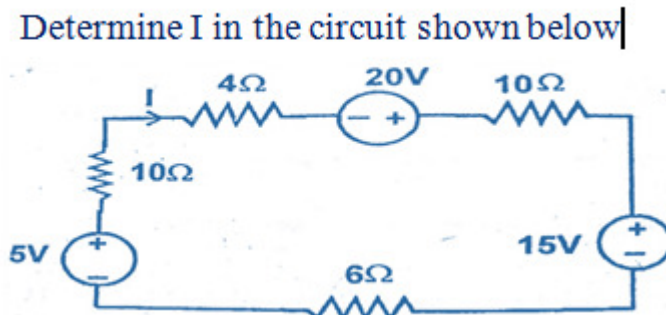 Determine I in the circuit shown below
I 4Ω 20V 10Ω
- +
10Ω
5V + - 15V + -
6Ω